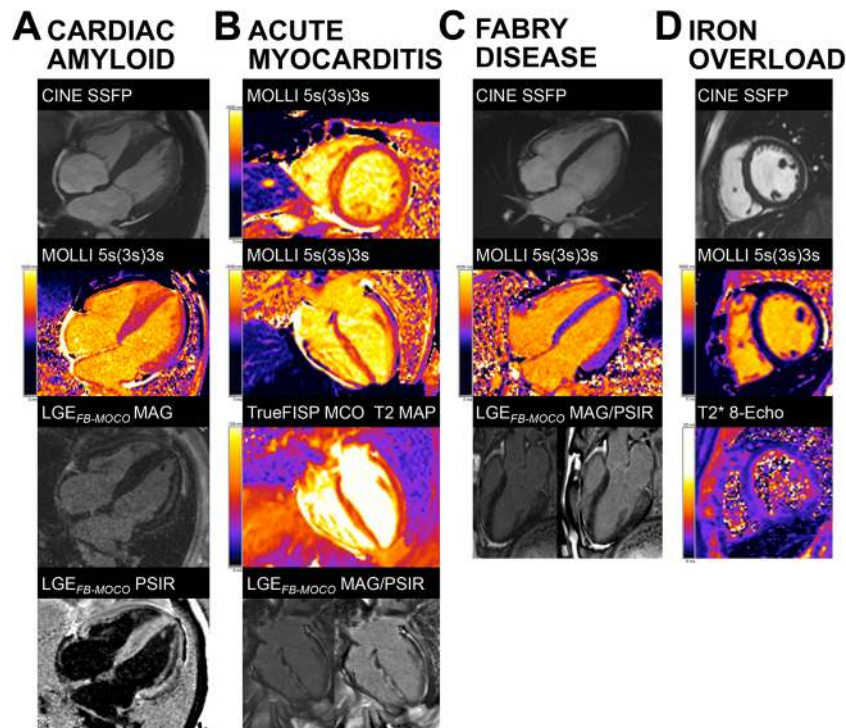 A CARDIAC
AMYLOID
CINE SSFP
MOLLI 5s(3s)3s
LGEFB-MOCO MAG
LGEFB-MOCO PSIR
B ACUTE
MYOCARDITIS
MOLLI 5s(3s)3s
MOLLI 5s(3s)3s
TrueFISP MCO T2 MAP
LGEFB-MOCO MAG/PSIR
C FABRY
DISEASE
CINE SSFP
MOLLI 5s(3s)3s
LGEFB-MOCO MAG/PSIR
D IRON
OVERLOAD
CINE SSFP
MOLLI 5s(3s)3s
T2* 8-Echo